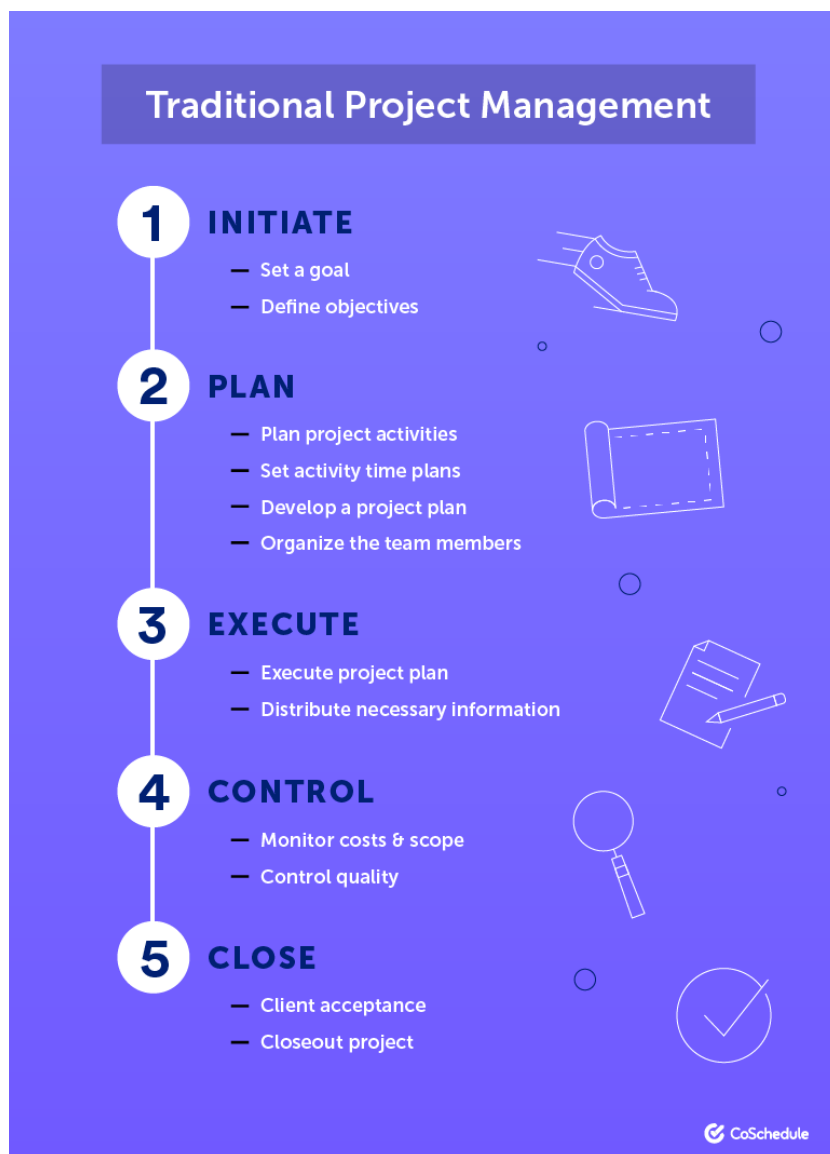 Traditional Project Management
1 INITIATE
— Set a goal
— Define objectives
2 PLAN
— Plan project activities
— Set activity time plans
— Develop a project plan
— Organize the team members
3 EXECUTE
— Execute project plan
— Distribute necessary information
4 CONTROL
— Monitor costs & scope
— Control quality
5 CLOSE
— Client acceptance
— Closeout project
CoSchedule